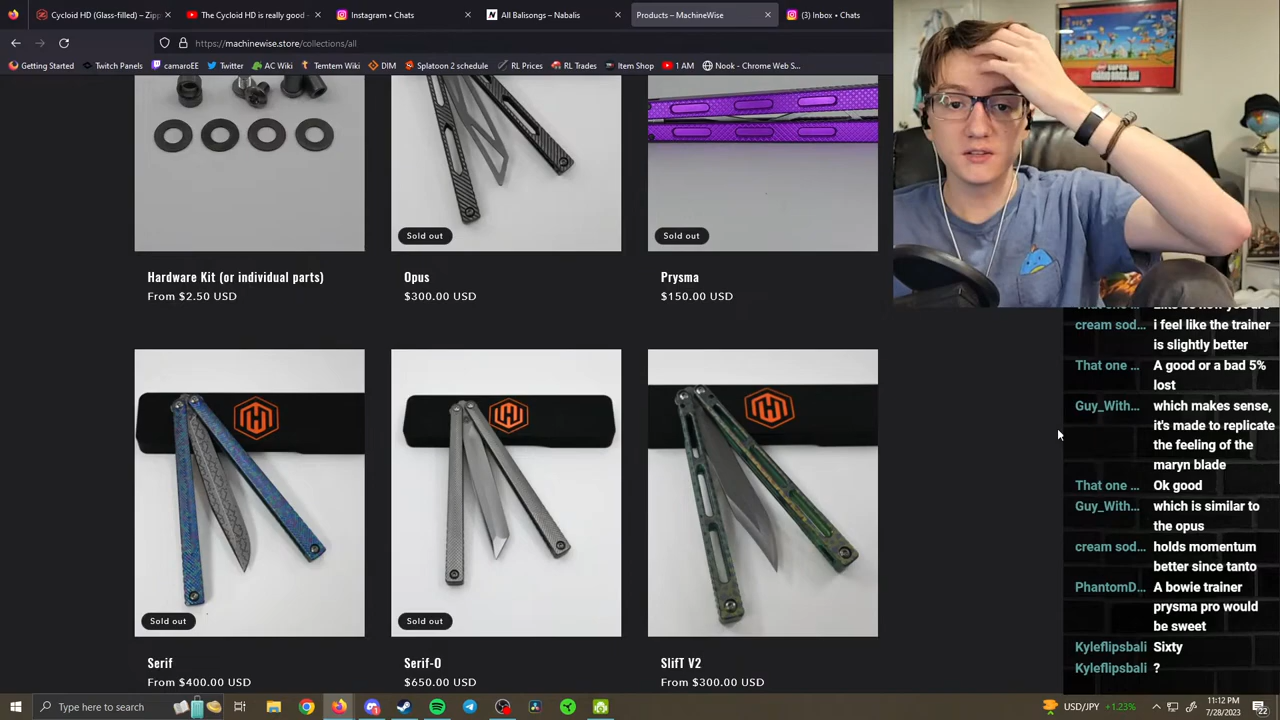 Cycloid HD (Glass-filled) – Zipp
The Cycloid HD is really good -
Instagram • Chats
All Balisongs – Nabalis
Products – MachineWise
(3) Inbox • Chats
https://machinewise.store/collections/all
Getting Started
Twitch Panels
camaroEE
Twitter
AC Wiki
Temtem Wiki
DIM
Splatoon 2 schedule
RL Prices
RL Trades
Item Shop
1 AM
Nook - Chrome Web S...
Sold out
Sold out
Hardware Kit (or individual parts)
From $2.50 USD
Opus
$300.00 USD
Prysma
$150.00 USD
Sold out
Sold out
Serif
From $400.00 USD
Serif-O
$650.00 USD
SlifT V2
From $300.00 USD
cream sod... i feel like the trainer
is slightly better
That one ... A good or a bad 5%
lost
Guy_With... which makes sense,
it's made to replicate
the feeling of the
maryn blade
That one ... Ok good
Guy_With... which is similar to
the opus
cream sod... holds momentum
better since tanto
PhantomD... A bowie trainer
prysma pro would
be sweet
Kyleflipsbali Sixty
Kyleflipsbali ?
Type here to search
USD/JPY +1.23%
11:12 PM
7/28/2023
22